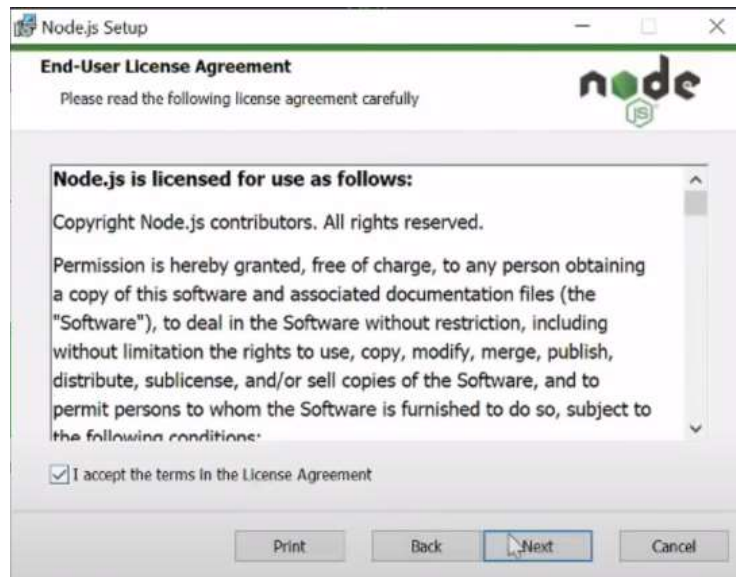 Node.js Setup
End-User License Agreement
Please read the following license agreement carefully
node
JS
Node.js is licensed for use as follows:
Copyright Node.js contributors. All rights reserved.
Permission is hereby granted, free of charge, to any person obtaining
a copy of this software and associated documentation files (the
"Software"), to deal in the Software without restriction, including
without limitation the rights to use, copy, modify, merge, publish,
distribute, sublicense, and/or sell copies of the Software, and to
permit persons to whom the Software is furnished to do so, subject to
the following conditions:
I accept the terms in the License Agreement
Print Back Next Cancel